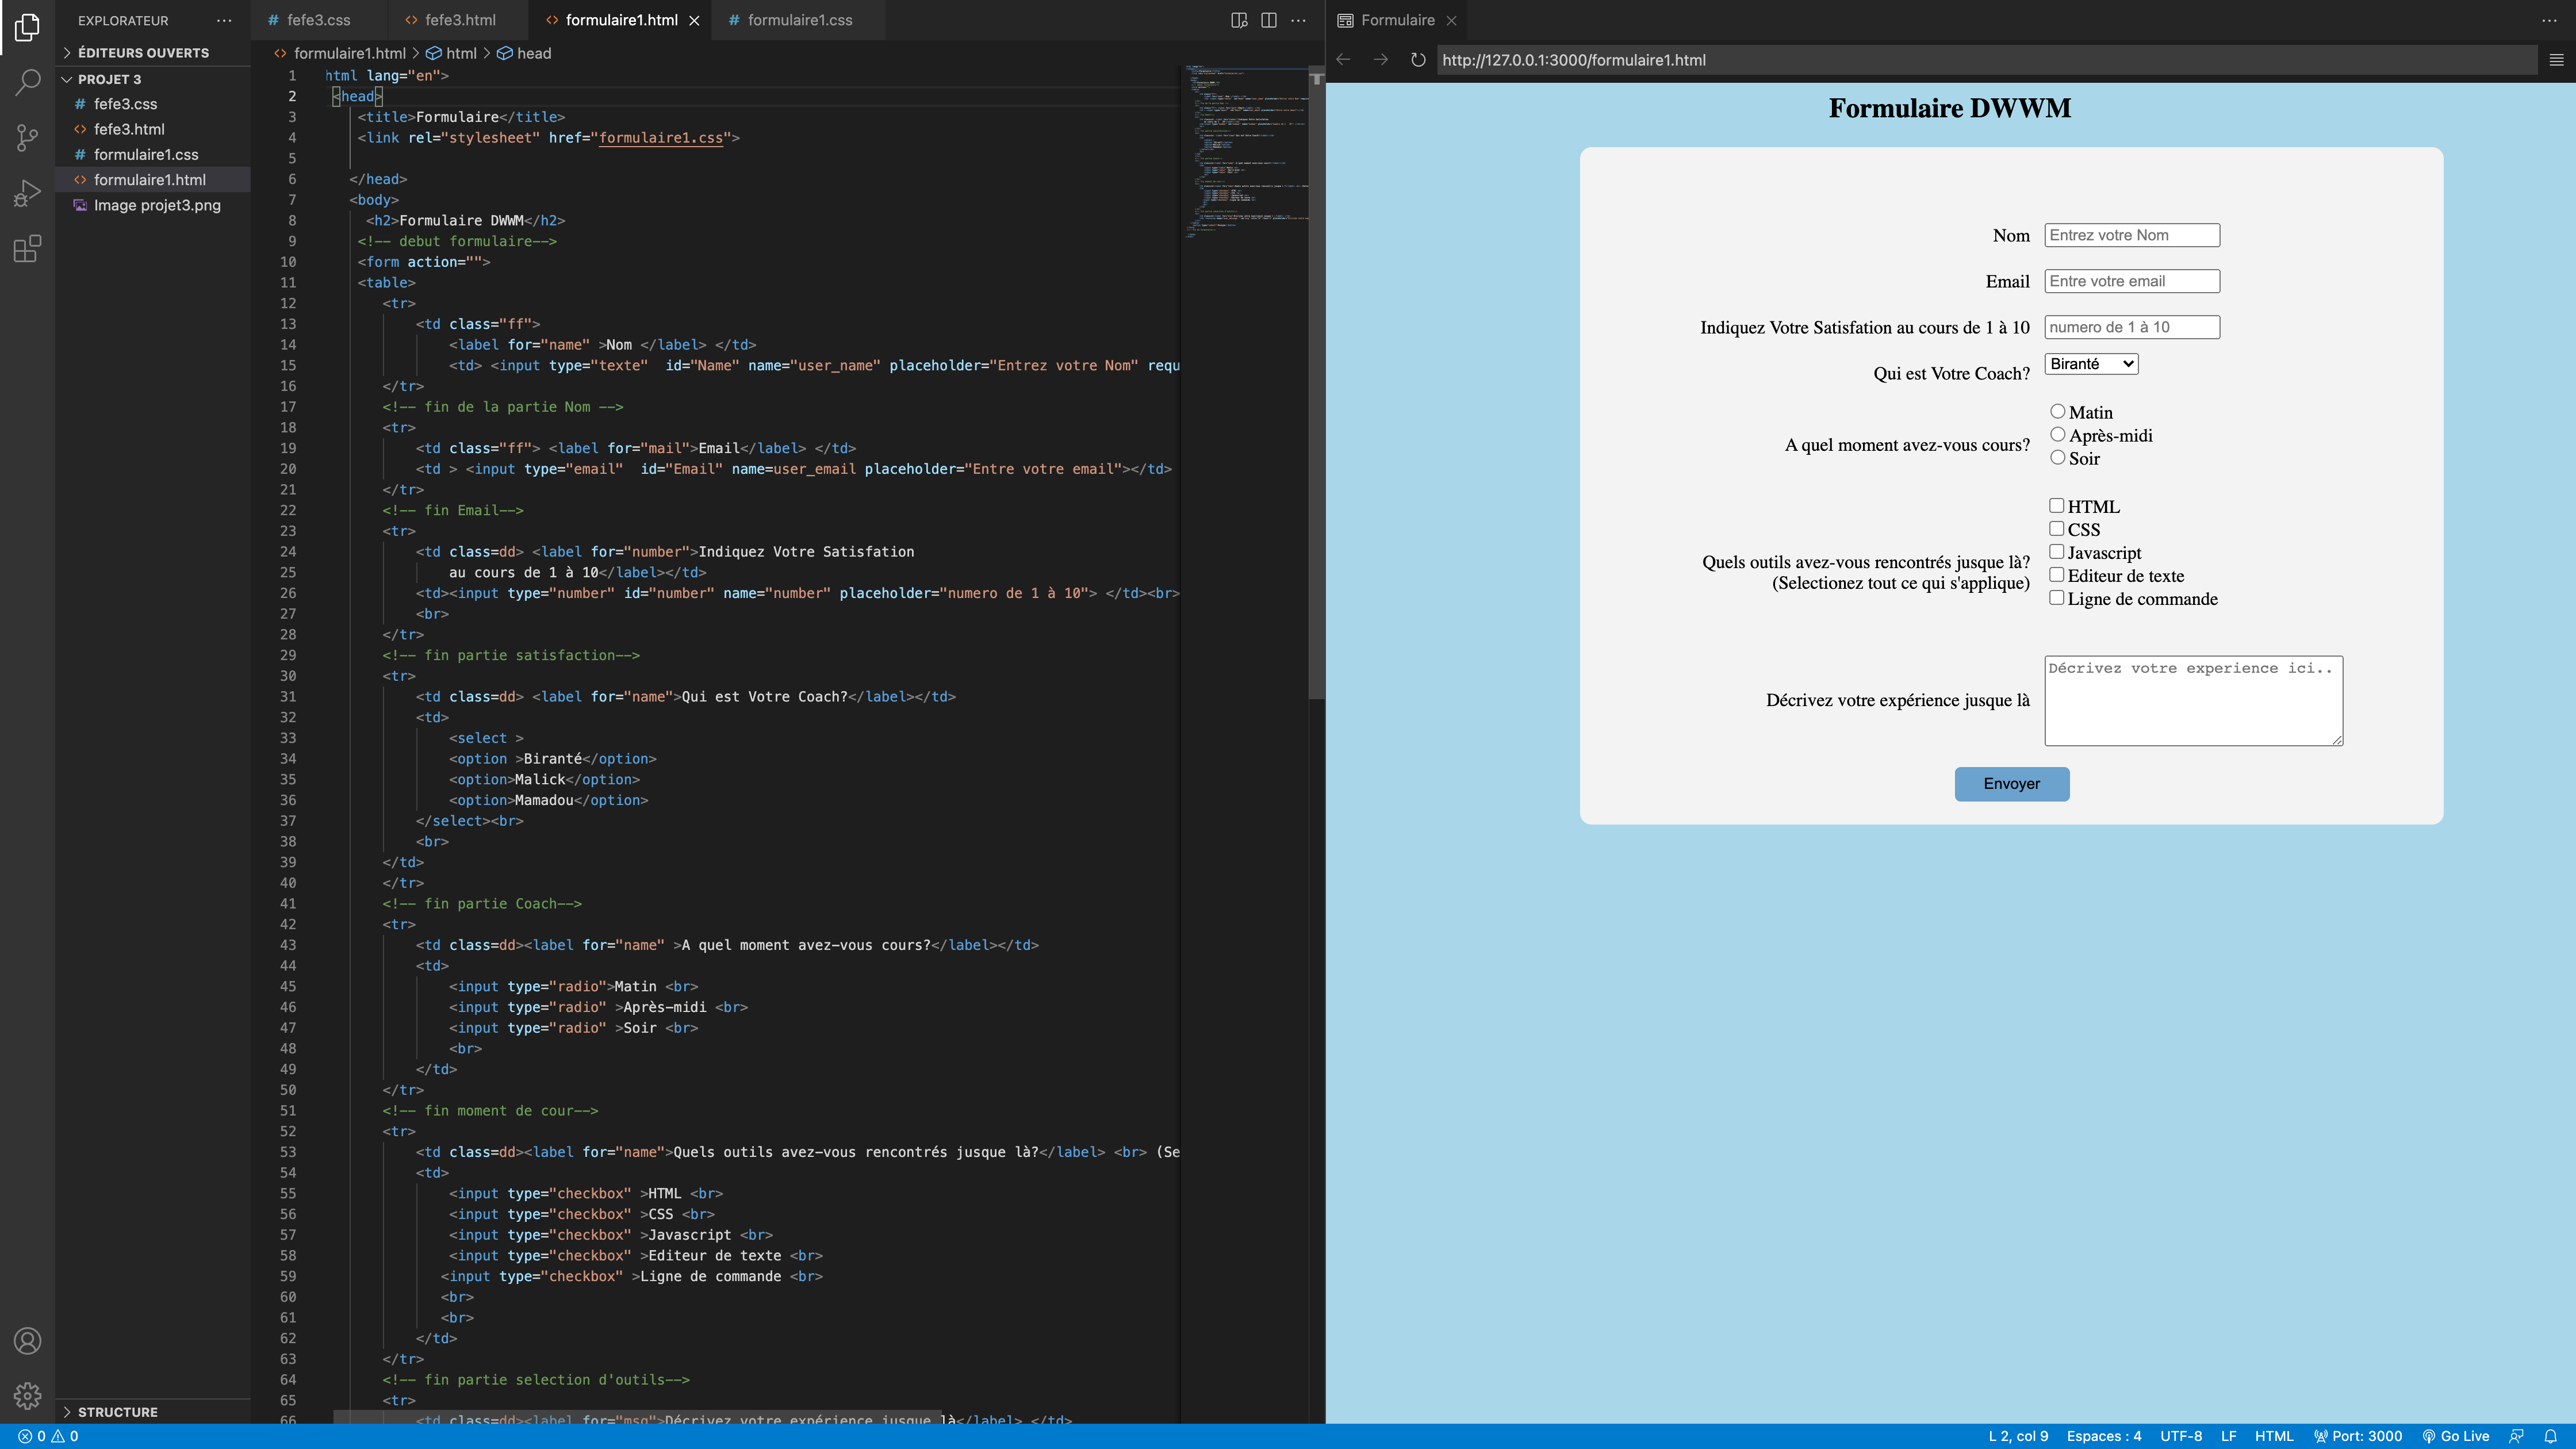 EXPLORATEUR
ÉDITEURS OUVERTS
PROJET 3
# fefe3.css
<> fefe3.html
# formulaire1.css
<> formulaire1.html
Image projet3.png
STRUCTURE
# fefe3.css <> fefe3.html <> formulaire1.html # formulaire1.css
<> formulaire1.html > html > head
1 html lang="en">
2 <head>
3 <title>Formulaire</title>
4 <link rel="stylesheet" href="formulaire1.css">
5
6 </head>
7 <body>
8 <h2>Formulaire DWWM</h2>
9 <!-- debut formulaire-->
10 <form action="">
11 <table>
12 <tr>
13 <td class="ff">
14 <label for="name" >Nom </label> </td>
15 <td> <input type="texte"  id="Name" name="user_name" placeholder="Entrez votre Nom" requ
16 </tr>
17 <!-- fin de la partie Nom -->
18 <tr>
19 <td class="ff"> <label for="mail">Email</label> </td>
20 <td > <input type="email"  id="Email" name=user_email placeholder="Entre votre email"></td>
21 </tr>
22 <!-- fin Email-->
23 <tr>
24 <td class=dd> <label for="number">Indiquez Votre Satisfation
25 au cours de 1 à 10</label></td>
26 <td><input type="number" id="number" name="number" placeholder="numero de 1 à 10"> </td><br>
27 <br>
28 </tr>
29 <!-- fin partie satisfaction-->
30 <tr>
31 <td class=dd> <label for="name">Qui est Votre Coach?</label></td>
32 <td>
33 <select >
34 <option >Biranté</option>
35 <option>Malick</option>
36 <option>Mamadou</option>
37 </select><br>
38 <br>
39 </td>
40 </tr>
41 <!-- fin partie Coach-->
42 <tr>
43 <td class=dd><label for="name" >A quel moment avez-vous cours?</label></td>
44 <td>
45 <input type="radio">Matin <br>
46 <input type="radio" >Après-midi <br>
47 <input type="radio" >Soir <br>
48 <br>
49 </td>
50 </tr>
51 <!-- fin moment de cour-->
52 <tr>
53 <td class=dd><label for="name">Quels outils avez-vous rencontrés jusque là?</label> <br> (Se
54 <td>
55 <input type="checkbox" >HTML <br>
56 <input type="checkbox" >CSS <br>
57 <input type="checkbox" >Javascript <br>
58 <input type="checkbox" >Editeur de texte <br>
59 <input type="checkbox" >Ligne de commande <br>
60 <br>
61 <br>
62 </td>
63 </tr>
64 <!-- fin partie selection d'outils-->
65 <tr>
66 <td class=dd><label for="msg">Décrivez votre expérience jusque là</label> </td>
Formulaire
http://127.0.0.1:3000/formulaire1.html
Formulaire DWWM
Nom Entrez votre Nom
Email Entre votre email
Indiquez Votre Satisfation au cours de 1 à 10 numero de 1 à 10
Qui est Votre Coach? Biranté
A quel moment avez-vous cours?
Matin
Après-midi
Soir
Quels outils avez-vous rencontrés jusque là?
(Selectionez tout ce qui s'applique)
HTML
CSS
Javascript
Editeur de texte
Ligne de commande
Décrivez votre expérience jusque là
Décrivez votre experience ici..
Envoyer
0 0 L 2, col 9 Espaces : 4 UTF-8 LF HTML Port: 3000 Go Live